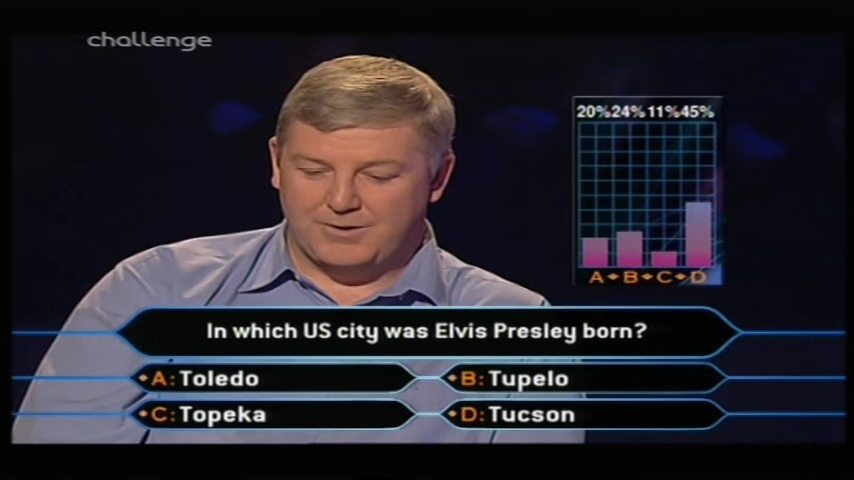 challenge
20% 24% 11% 45%
A B C D
In which US city was Elvis Presley born?
A: Toledo
B: Tupelo
C: Topeka
D: Tucson